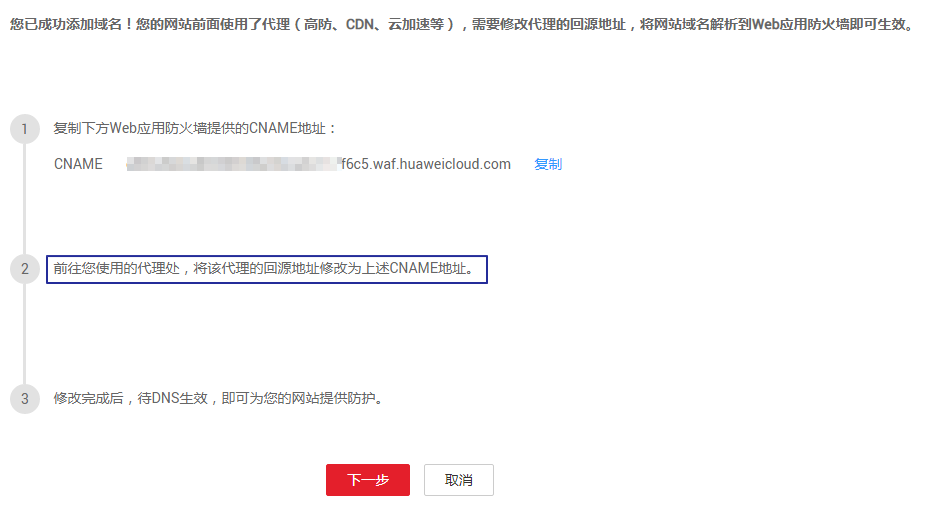 您已成功添加域名！您的网站前面使用了代理（高防、CDN、云加速等），需要修改代理的回源地址，将网站域名解析到Web应用防火墙即可生效。
1 复制下方Web应用防火墙提供的CNAME地址：
CNAME f6c5.waf.huaweicloud.com 复制
2 前往您使用的代理处，将该代理的回源地址修改为上述CNAME地址。
3 修改完成后，待DNS生效，即可为您的网站提供防护。
下一步 取消